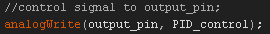 //control signal to output_pin;
analogWrite(output_pin, PID_control);